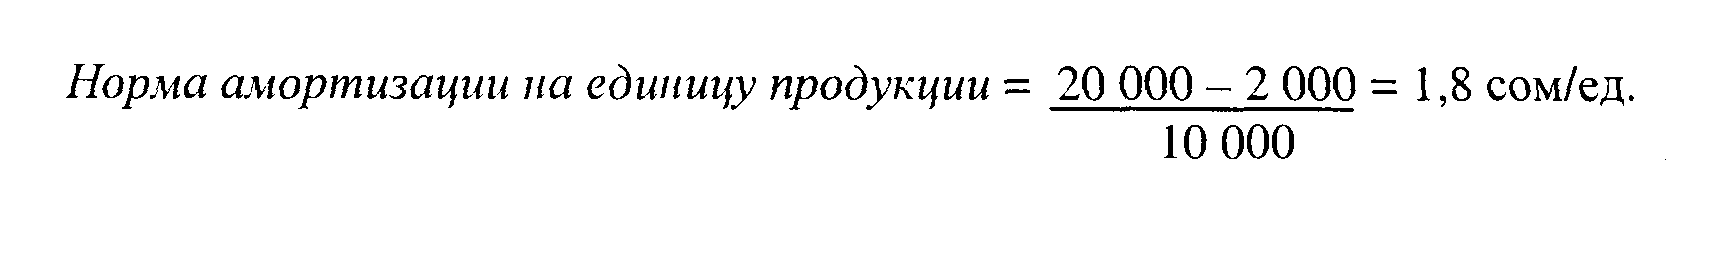 Норма амортизации на единицу продукции = 20 000 – 2 000 = 1,8 сом/ед.
10 000